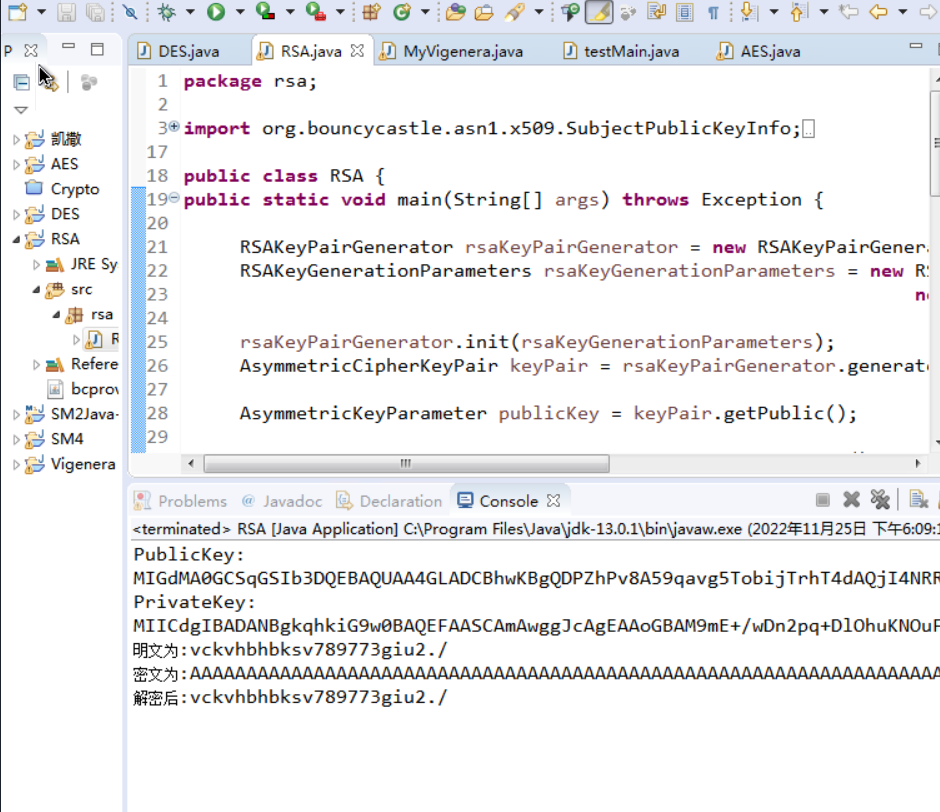 P
DES.java RSA.java MyVigenera.java testMain.java AES.java
凯撒
AES
Crypto
DES
RSA
JRE Sy
src
rsa
R
Refere
bcprov
SM2Java-
SM4
Vigenera
1 package rsa;
2
3 import org.bouncycastle.asn1.x509.SubjectPublicKeyInfo;
17
18 public class RSA {
19 public static void main(String[] args) throws Exception {
20
21 RSAKeyPairGenerator rsaKeyPairGenerator = new RSAKeyPairGener
22 RSAKeyGenerationParameters rsaKeyGenerationParameters = new R
23 ne
24
25 rsaKeyPairGenerator.init(rsaKeyGenerationParameters);
26 AsymmetricCipherKeyPair keyPair = rsaKeyPairGenerator.generate
27
28 AsymmetricKeyParameter publicKey = keyPair.getPublic();
29
Problems @ Javadoc Declaration Console
<terminated> RSA [Java Application] C:\Program Files\Java\jdk-13.0.1\bin\javaw.exe (2022年11月25日 下午6:09:1
PublicKey:
MIGdMA0GCSqGSIb3DQEBAQUAA4GLADCBhwKBgQDPZhPv8A59qavg5TobijTrhT4dAQjI4NRR
PrivateKey:
MIICdgIBADANBgkqhkiG9w0BAQEFAASCAmAwggJcAgEAAoGBAM9mE+/wDn2pq+DlOhuKNOuF
明文为:vckvhbhbksv789773giu2./
密文为:AAAAAAAAAAAAAAAAAAAAAAAAAAAAAAAAAAAAAAAAAAAAAAAAAAAAAAAAAAAAAAAAAAAA
解密后:vckvhbhbksv789773giu2./